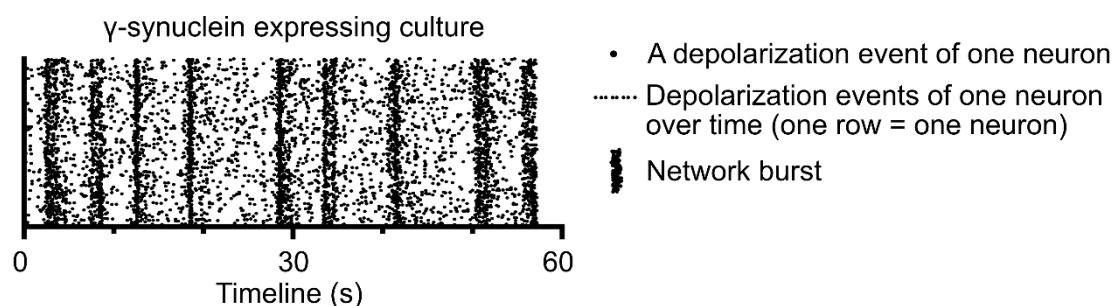 γ-synuclein expressing culture
0
30
60
Timeline (s)
A depolarization event of one neuron
Depolarization events of one neuron
over time (one row = one neuron)
Network burst